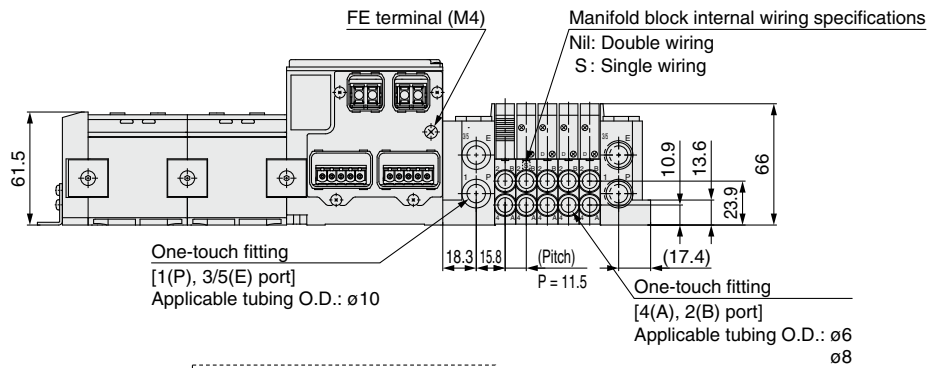 FE terminal (M4)
Manifold block internal wiring specifications
Nil: Double wiring
S : Single wiring
61.5
35
E
1
P
E
P
10.9
13.6
23.9
66
18.3
15.8
(Pitch)
P = 11.5
(17.4)
One-touch fitting
[1(P), 3/5(E) port]
Applicable tubing O.D.: ø10
One-touch fitting
[4(A), 2(B) port]
Applicable tubing O.D.: ø6
ø8